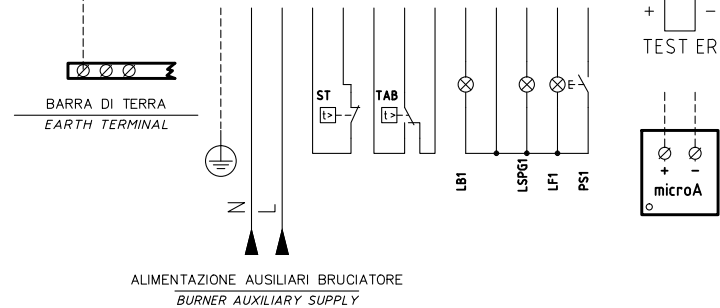 + -
TEST ER
BARRA DI TERRA
EARTH TERMINAL
ST
t>
TAB
t>
E
LB1
LSPG1
LF1
PS1
+ -
microA
N
L
ALIMENTAZIONE AUSILIARI BRUCIATORE
BURNER AUXILIARY SUPPLY